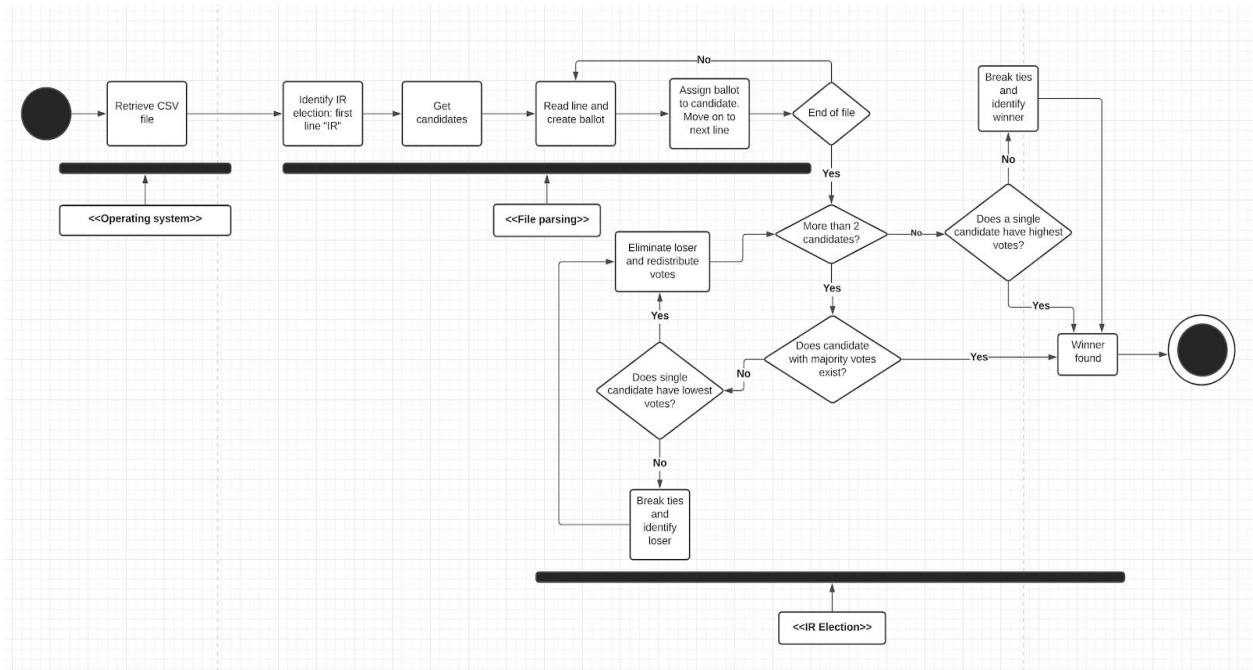 No
Retrieve CSV
file
Identify IR
election: first
line "IR"
Get
candidates
Read line and
create ballot
Assign ballot
to candidate.
Move on to
next line
End of file
Break ties
and
identify
winner
No
Yes
<<Operating system>>
<<File parsing>>
More than 2
candidates?
No
Does a single
candidate have highest
votes?
Eliminate loser
and redistribute
votes
Yes
Yes
Yes
Does candidate
with majority votes
exist?
Yes
Winner
found
No
Does single
candidate have lowest
votes?
No
Break ties
and
identify
loser
<<IR Election>>